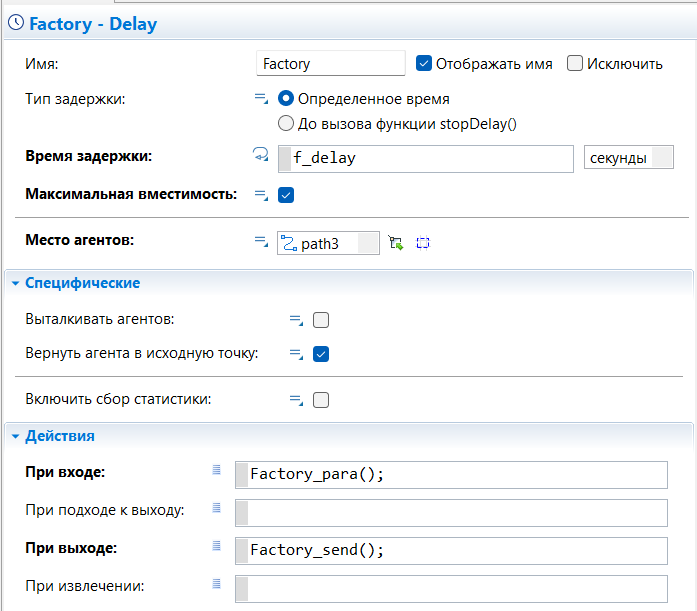 Factory - Delay
Имя: Factory Отображать имя Исключить
Тип задержки: Определенное время
До вызова функции stopDelay()
Время задержки: f_delay секунды
Максимальная вместимость:
Место агентов: path3
Специфические
Выталкивать агентов:
Вернуть агента в исходную точку:
Включить сбор статистики:
Действия
При входе: Factory_para();
При подходе к выходу:
При выходе: Factory_send();
При извлечении: